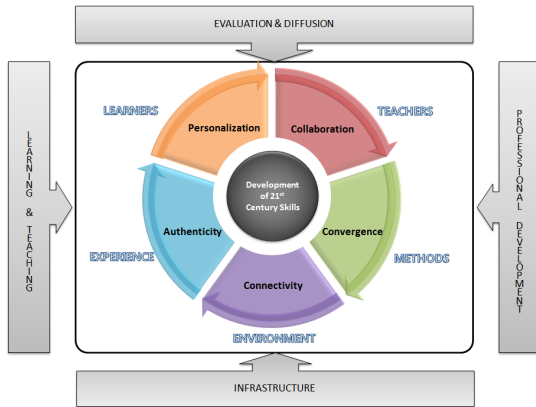 EVALUATION & DIFFUSION
LEARNERS
TEACHERS
Personalization
Collaboration
LEARNING & TEACHING
PROFESSIONAL DEVELOPMENT
Development
of 21st
Century Skills
Authenticity
Convergence
EXPERIENCE
METHODS
Connectivity
ENVIRONMENT
INFRASTRUCTURE